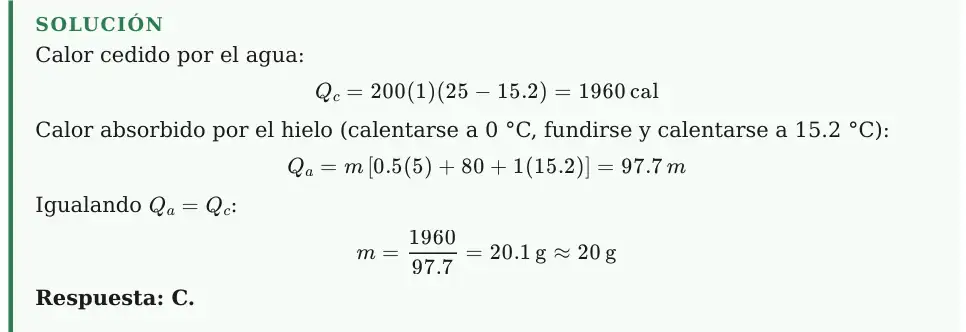 SOLUCIÓN
Calor cedido por el agua:
Q_c = 200(1)(25 − 15.2) = 1960 cal
Calor absorbido por el hielo (calentarse a 0 °C, fundirse y calentarse a 15.2 °C):
Q_a = m [0.5(5) + 80 + 1(15.2)] = 97.7 m
Igualando Q_a = Q_c:
m = 1960/97.7 = 20.1 g ≈ 20 g
Respuesta: C.